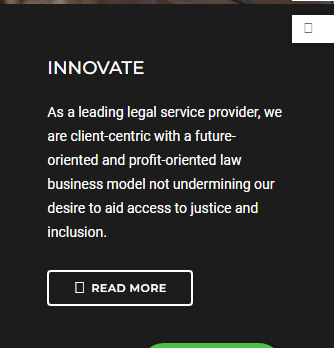 INNOVATE
As a leading legal service provider, we
are client-centric with a future-
oriented and profit-oriented law
business model not undermining our
desire to aid access to justice and
inclusion.
READ MORE